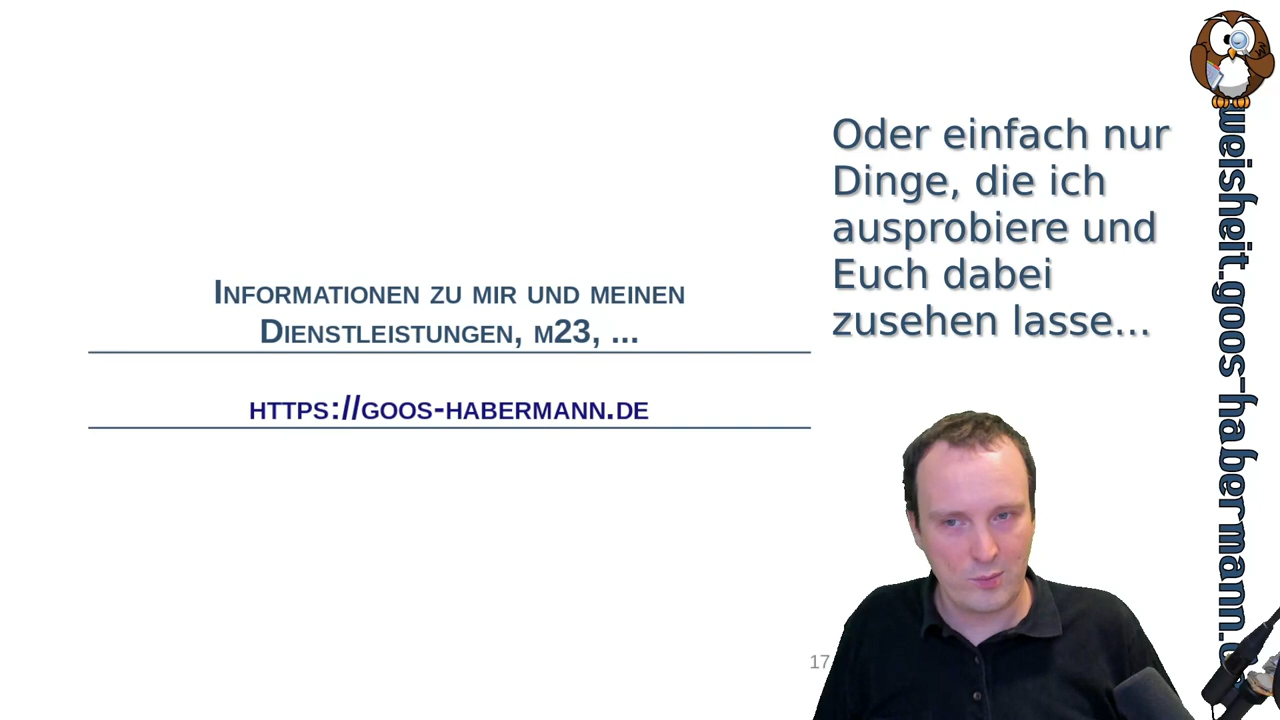 Informationen zu mir und meinen
Dienstleistungen, m23, ...
https://goos-habermann.de
Oder einfach nur
Dinge, die ich
ausprobiere und
Euch dabei
zusehen lasse...
17
weisheit.goos-habermann.